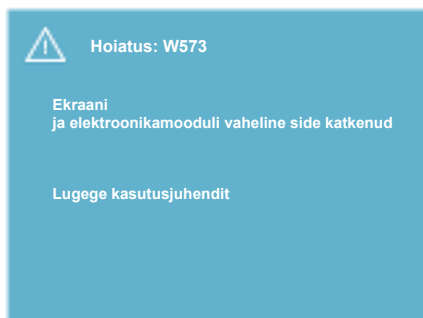 Hoiatus: W573
Ekraani
ja elektroonikamooduli vaheline side katkenud
Lugege kasutusjuhendit